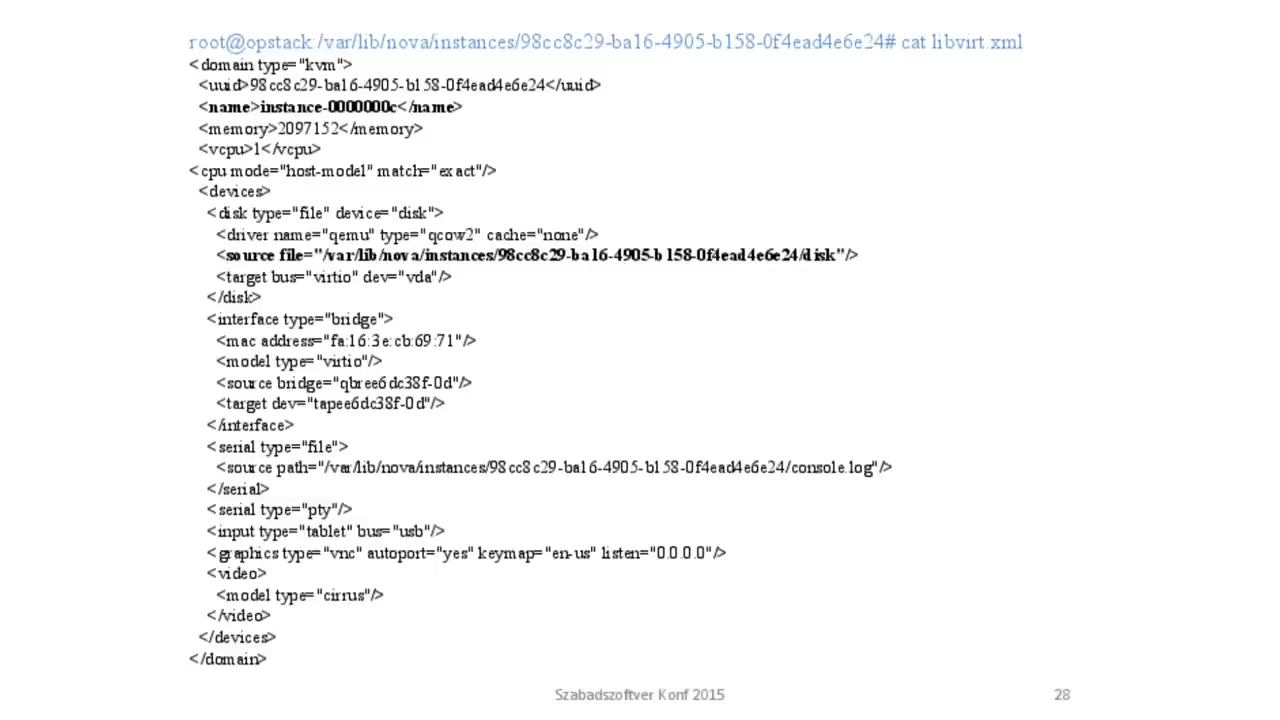 root@opstack:/var/lib/nova/instances/98cc8c29-ba16-4905-b158-0f4ead4e6e24# cat libvirt.xml
<domain type="kvm">
<uuid>98cc8c29-ba16-4905-b158-0f4ead4e6e24</uuid>
<name>instance-0000000c</name>
<memory>2097152</memory>
<vcpu>1</vcpu>
<cpu mode="host-model" match="exact"/>
<devices>
<disk type="file" device="disk">
<driver name="qemu" type="qcow2" cache="none"/>
<source file="/var/lib/nova/instances/98cc8c29-ba16-4905-b158-0f4ead4e6e24/disk"/>
<target bus="virtio" dev="vda"/>
</disk>
<interface type="bridge">
<mac address="fa:16:3e:cb:69:71"/>
<model type="virtio"/>
<source bridge="qbree6dc38f-0d"/>
<target dev="tapee6dc38f-0d"/>
</interface>
<serial type="file">
<source path="/var/lib/nova/instances/98cc8c29-ba16-4905-b158-0f4ead4e6e24/console.log"/>
</serial>
<serial type="pty"/>
<input type="tablet" bus="usb"/>
<graphics type="vnc" autoport="yes" keymap="en-us" listen="0.0.0.0"/>
<video>
<model type="cirrus"/>
</video>
</devices>
</domain>
Szabadszoftver Konf 2015
28